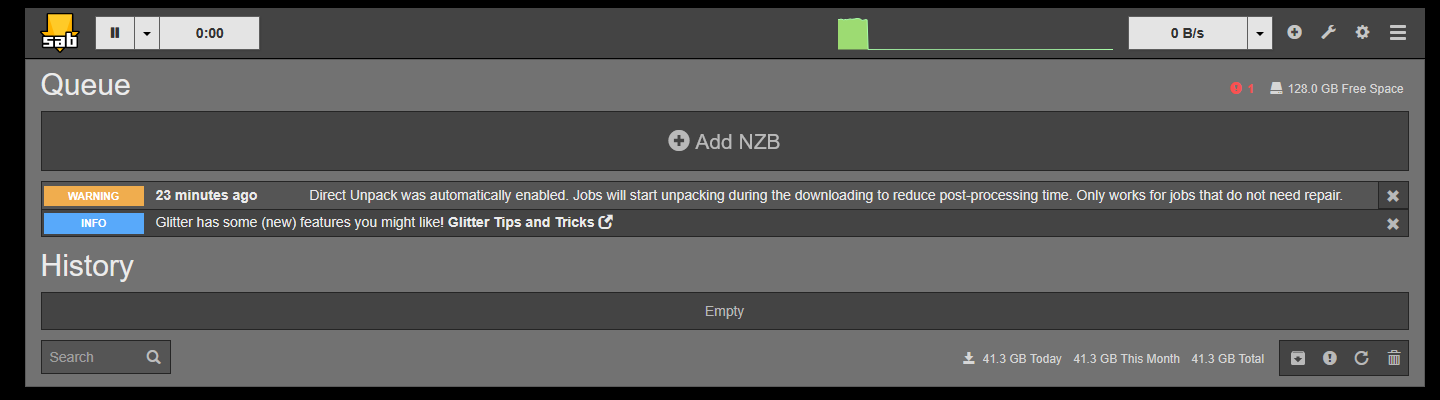 sab
0:00
0 B/s
Queue
1
128.0 GB Free Space
Add NZB
WARNING 23 minutes ago Direct Unpack was automatically enabled. Jobs will start unpacking during the downloading to reduce post-processing time. Only works for jobs that do not need repair.
INFO Glitter has some (new) features you might like! Glitter Tips and Tricks
History
Empty
Search
41.3 GB Today 41.3 GB This Month 41.3 GB Total